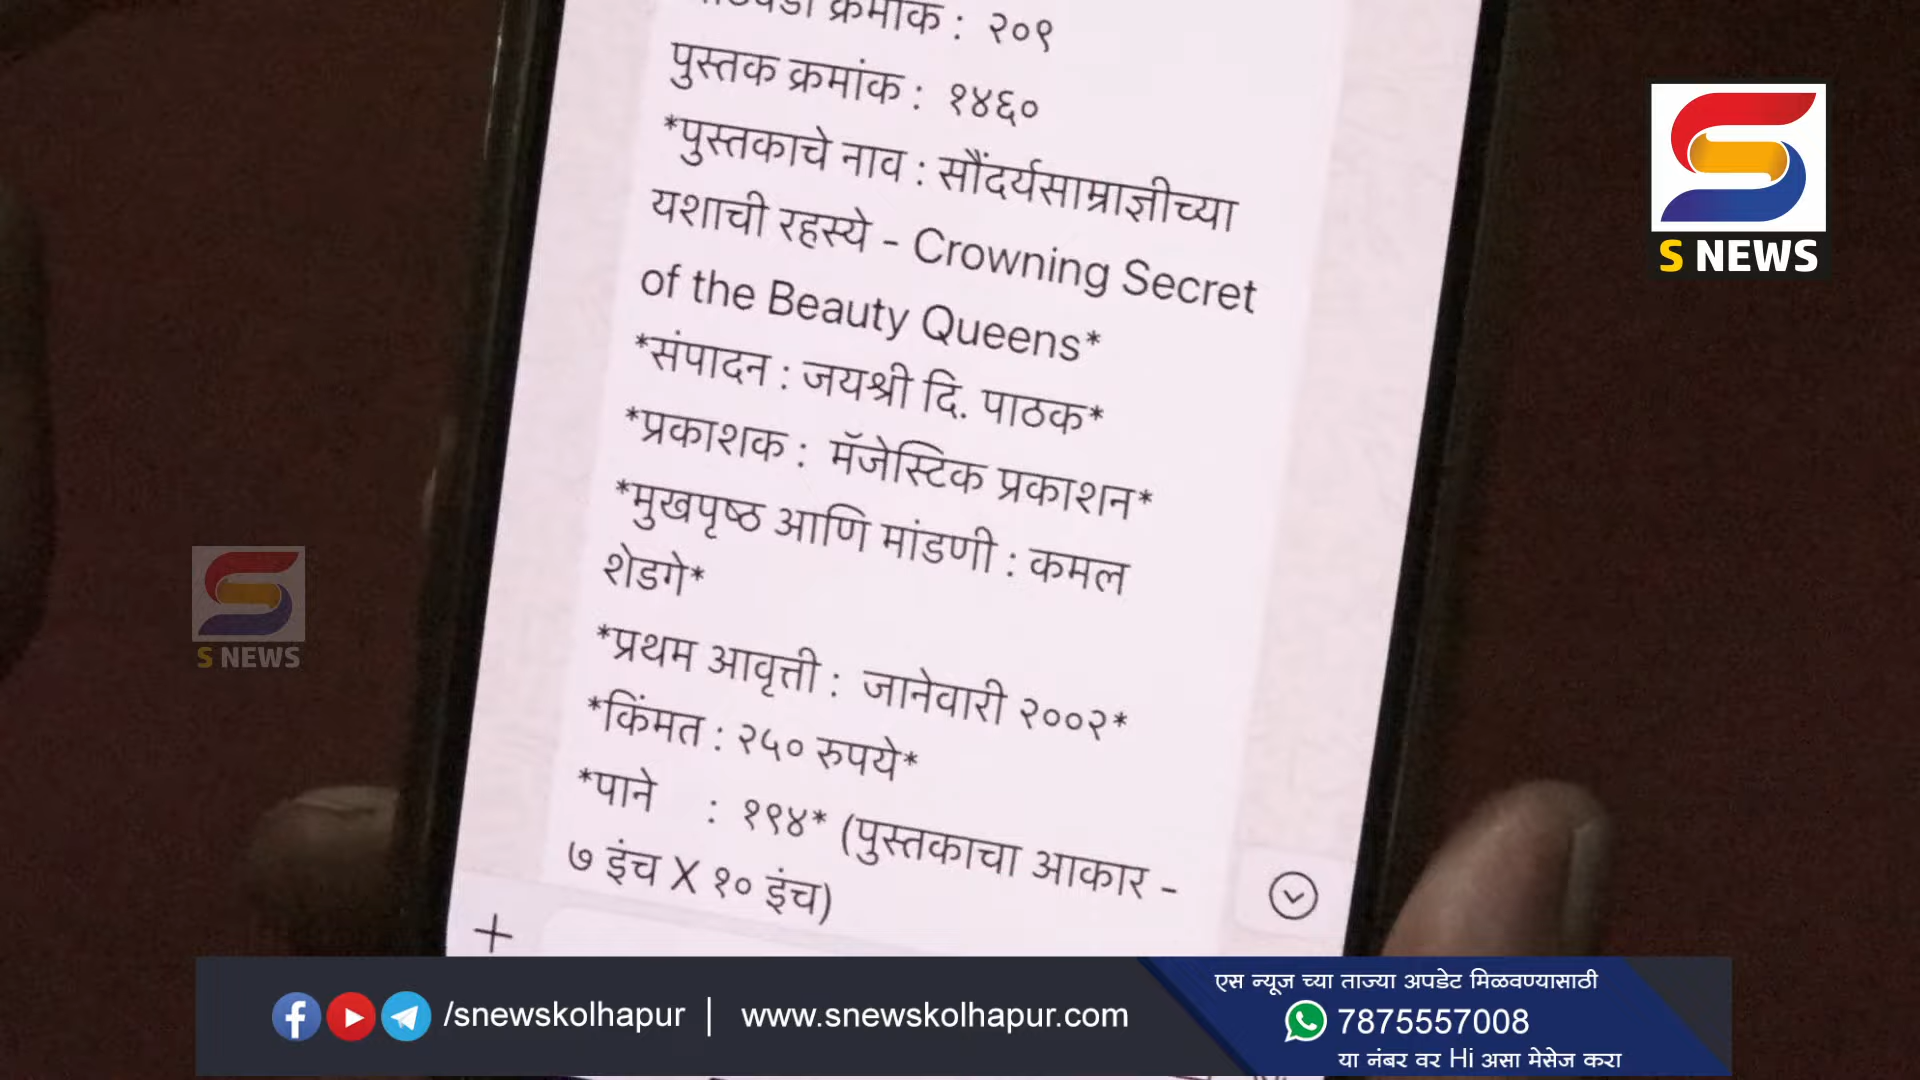 क्रमांक : २०९
पुस्तक क्रमांक : १४६०
*पुस्तकाचे नाव : सौंदर्यसाम्राज्ञीच्या
यशाची रहस्ये - Crowning Secret
of the Beauty Queens*
*संपादन : जयश्री दि. पाठक*
*प्रकाशक : मॅजेस्टिक प्रकाशन*
*मुखपृष्ठ आणि मांडणी : कमल
शेडगे*
*प्रथम आवृत्ती : जानेवारी २००२*
*किंमत : २५० रुपये*
*पाने : १९४* (पुस्तकाचा आकार -
७ इंच X १० इंच)
S NEWS
S NEWS
/snewskolhapur | www.snewskolhapur.com
एस न्यूज च्या ताज्या अपडेट मिळवण्यासाठी
7875557008
या नंबर वर Hi असा मेसेज करा